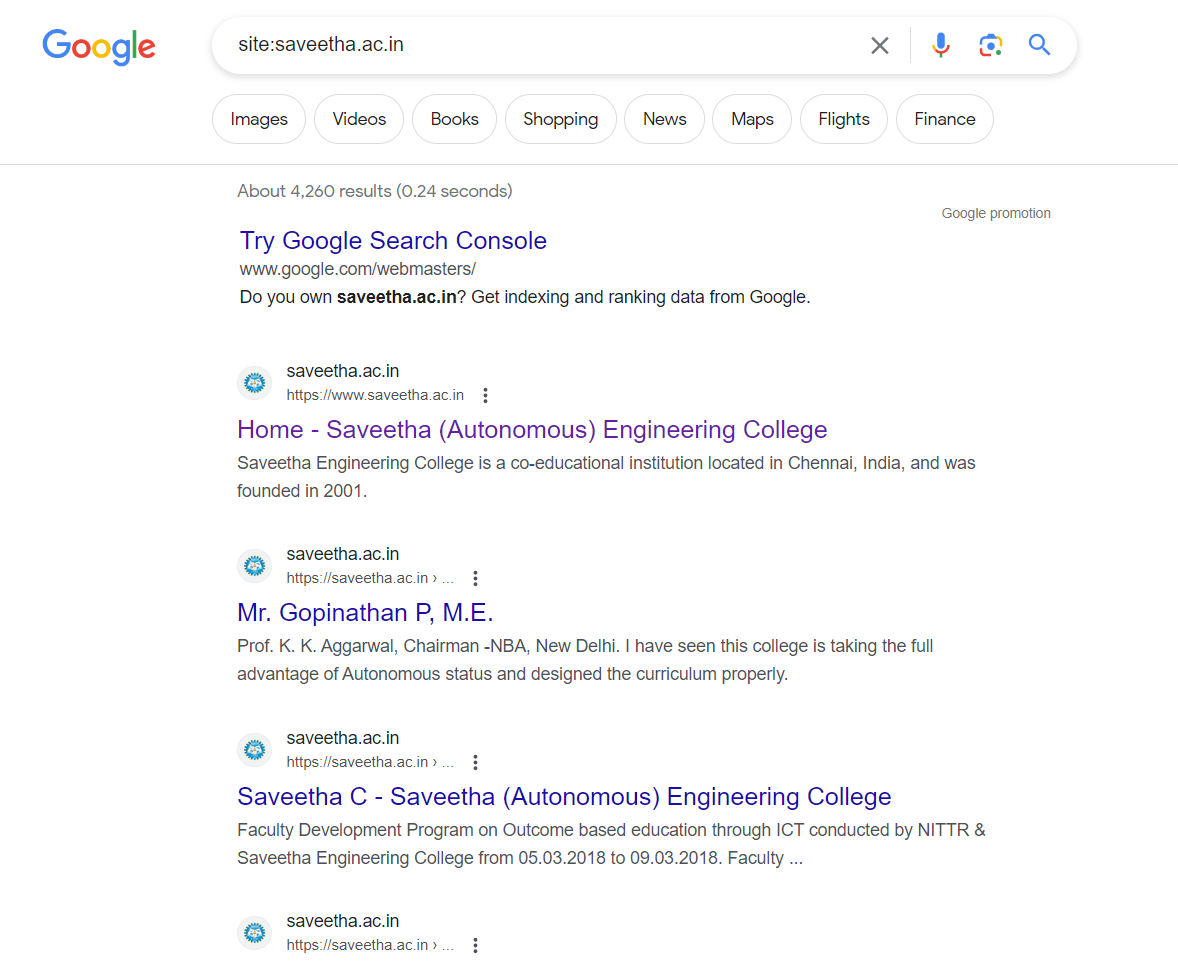 Google
site:saveetha.ac.in
Images Videos Books Shopping News Maps Flights Finance
About 4,260 results (0.24 seconds)
Google promotion
Try Google Search Console
www.google.com/webmasters/
Do you own saveetha.ac.in? Get indexing and ranking data from Google.
saveetha.ac.in
https://www.saveetha.ac.in
Home - Saveetha (Autonomous) Engineering College
Saveetha Engineering College is a co-educational institution located in Chennai, India, and was
founded in 2001.
saveetha.ac.in
https://saveetha.ac.in › ...
Mr. Gopinathan P, M.E.
Prof. K. K. Aggarwal, Chairman -NBA, New Delhi. I have seen this college is taking the full
advantage of Autonomous status and designed the curriculum properly.
saveetha.ac.in
https://saveetha.ac.in › ...
Saveetha C - Saveetha (Autonomous) Engineering College
Faculty Development Program on Outcome based education through ICT conducted by NITTR &
Saveetha Engineering College from 05.03.2018 to 09.03.2018. Faculty ...
saveetha.ac.in
https://saveetha.ac.in › ...